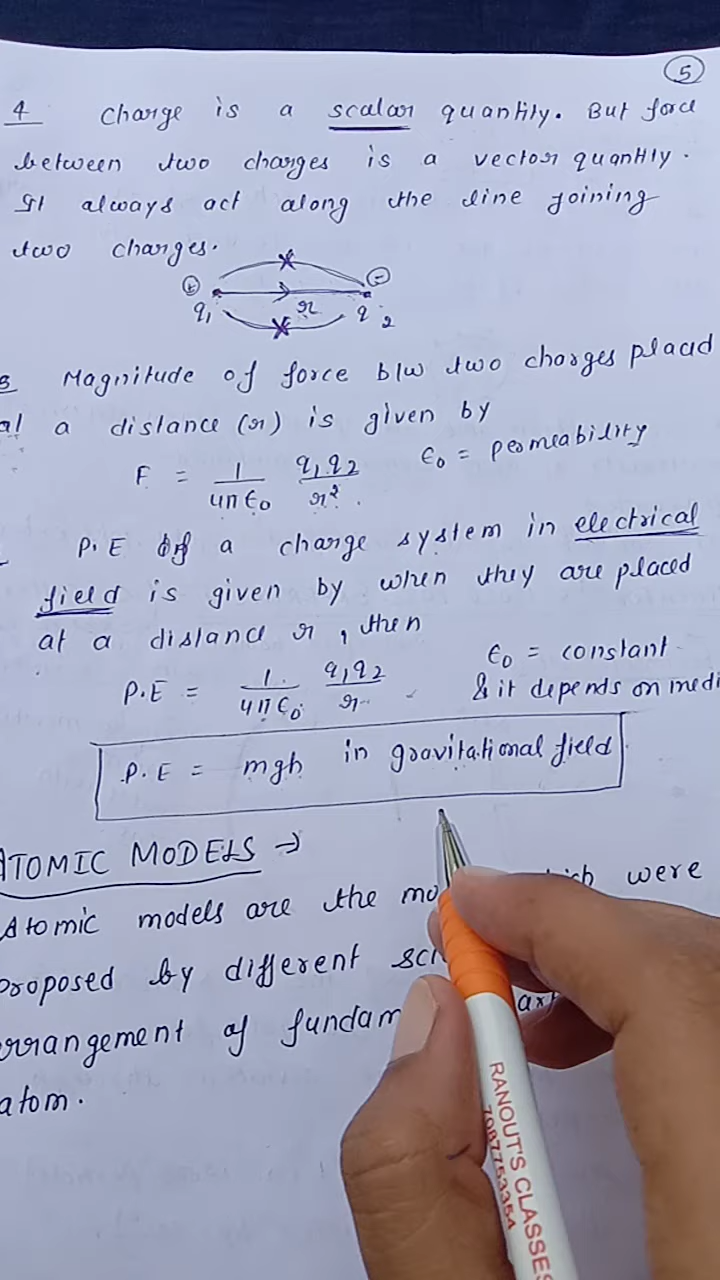 5
4 Charge is a scalar quantity. But force
between two charges is a vector quantity.
It always act along the line joining
two charges.
+ -
q1 r q2
Magnitude of force b/w two charges placed
at a distance (r) is given by
F = 1/4πϵ0 q1q2/r² ϵ0 = permeability
P.E of a charge system in electrical
field is given by when they are placed
at a distance r, then
P.E = 1/4πϵ0 q1q2/r ϵ0 = constant
& it depends on medi
P.E = mgh in gravitational field
ATOMIC MODELS →
Atomic models are the which were
proposed by different
arrangement of
atom.
RANOUT'S CLASSES
7087753354